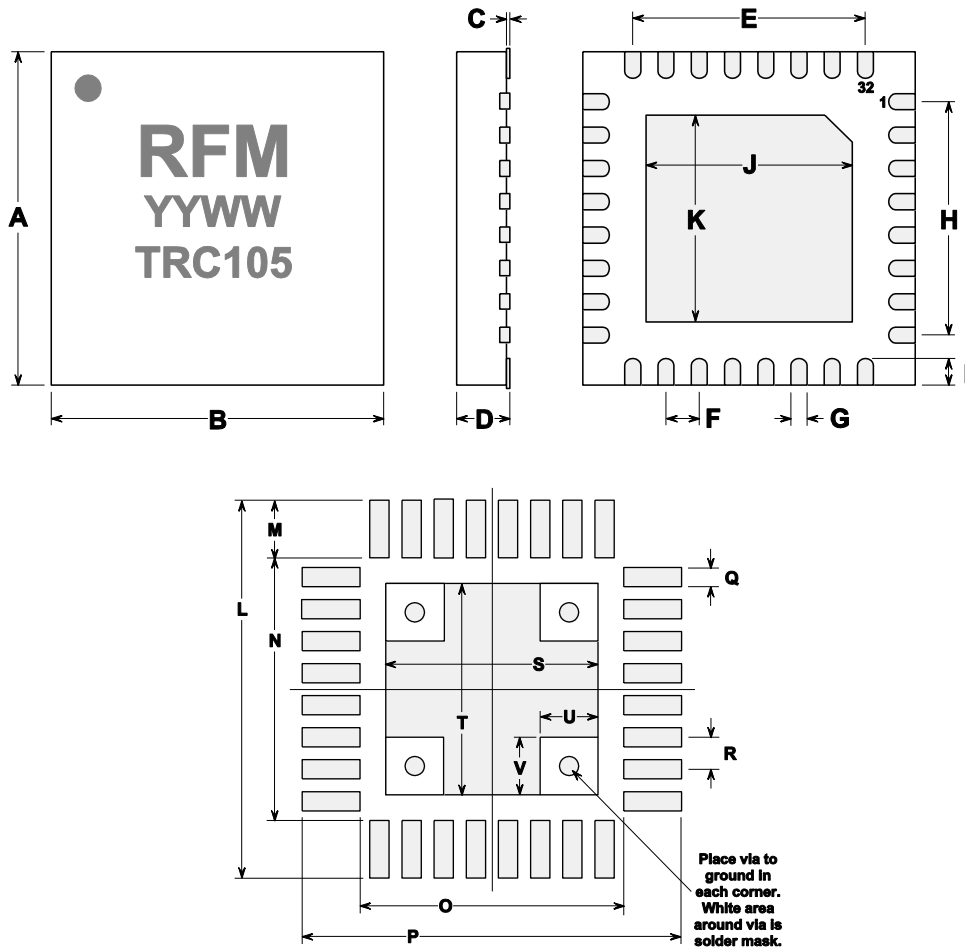 C
E
32
1
A
RFM
YYWW
TRC105
J
K
H
B
D
F
G
M
L
N
Q
S
T
U
V
R
O
P
Place via to
ground in
each corner.
White area
around via is
solder mask.